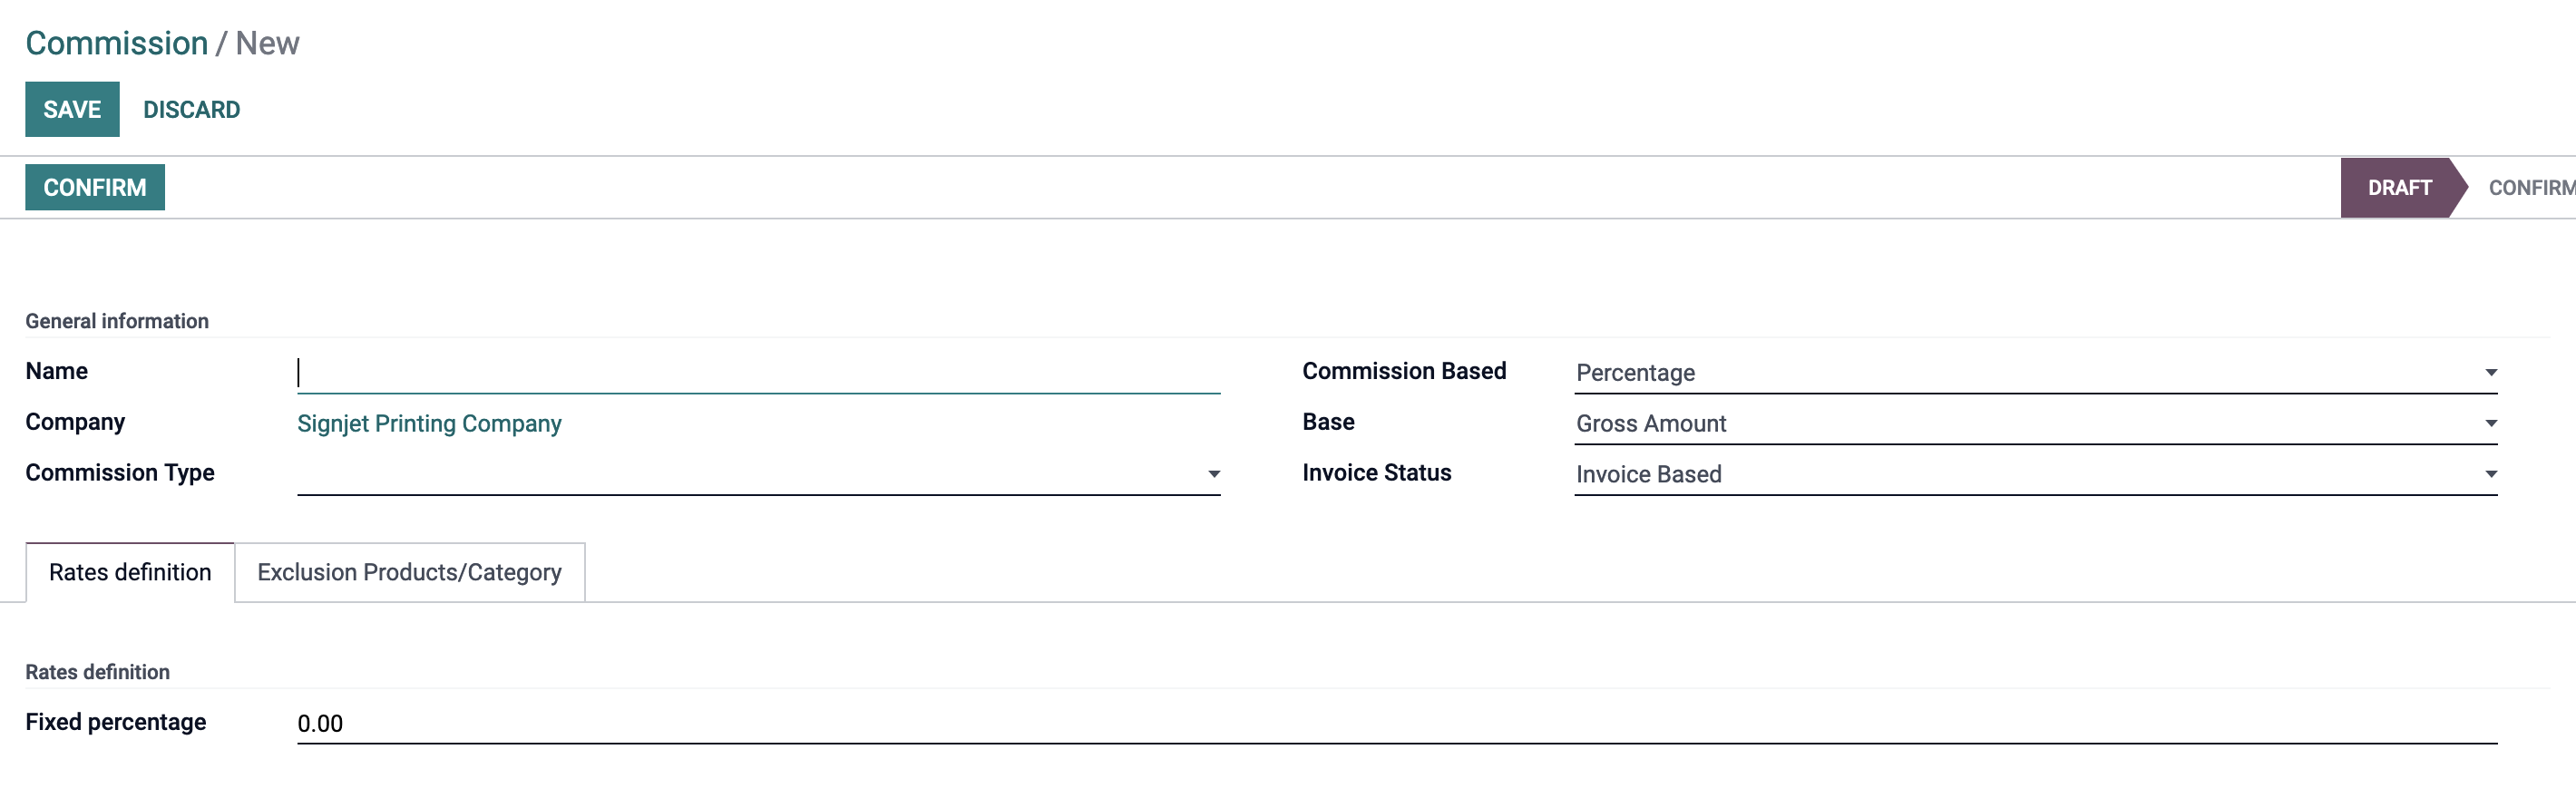 Commission / New
SAVE DISCARD
CONFIRM DRAFT CONFIRM
General information
Name Commission Based Percentage
Company Signjet Printing Company Base Gross Amount
Commission Type Invoice Status Invoice Based
Rates definition Exclusion Products/Category
Rates definition
Fixed percentage 0.00